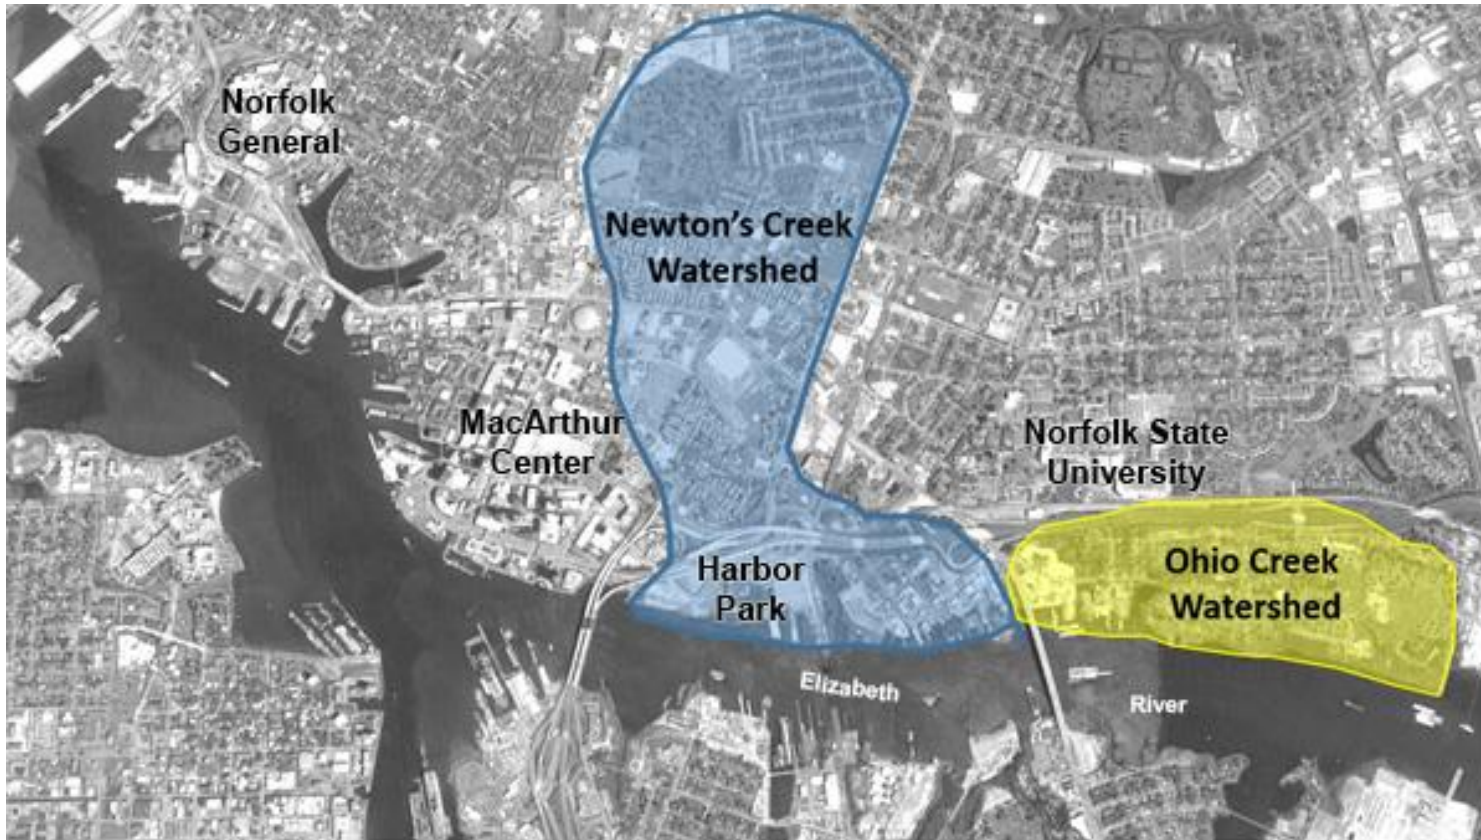 Norfolk
General
Newton's Creek
Watershed
MacArthur
Center
Norfolk State
University
Harbor
Park
Ohio Creek
Watershed
Elizabeth
River